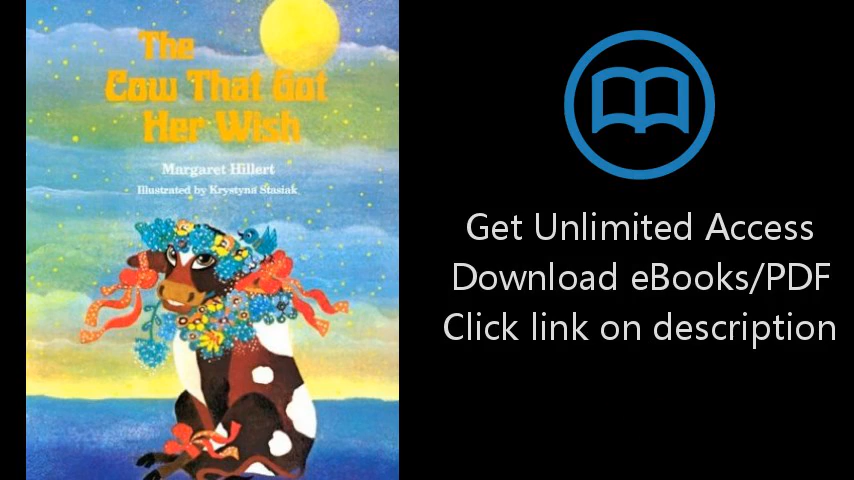 The
Cow That Got
Her Wish
Margaret Hillert
Illustrated by Krystyna Stasiak
Get Unlimited Access
Download eBooks/PDF
Click link on description